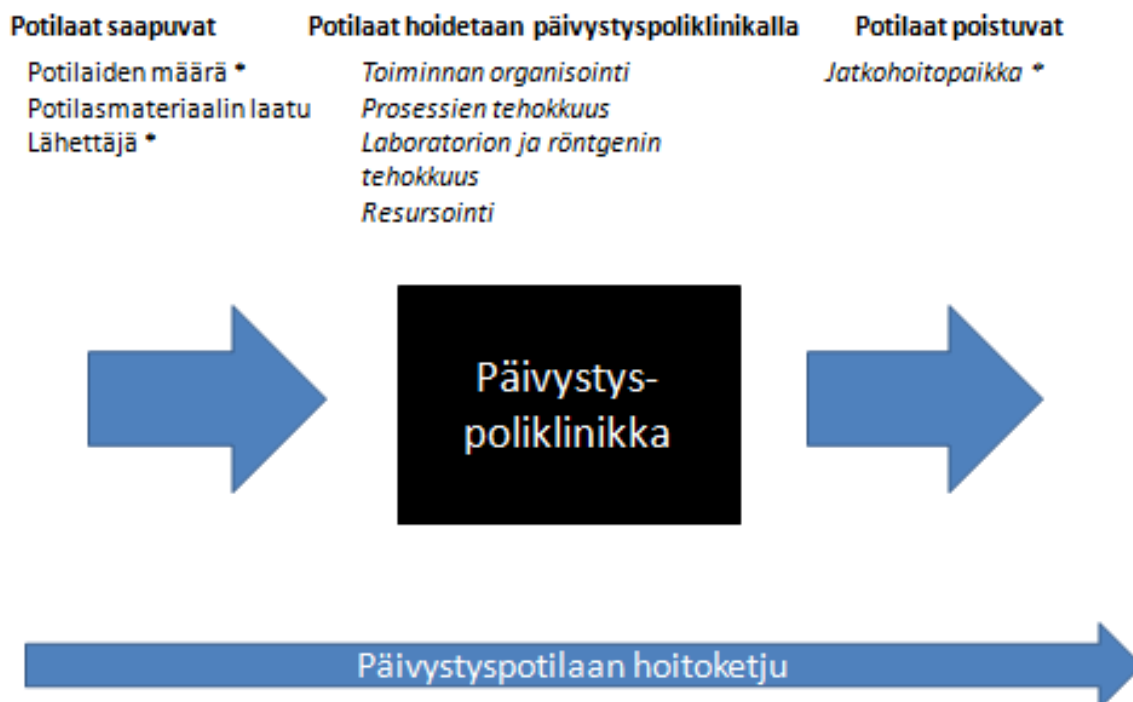 Potilaat saapuvat
Potilaiden määrä *
Potilasmateriaalin laatu
Lähettäjä *
Potilaat hoidetaan päivystyspoliklinikalla
Toiminnan organisointi
Prosessien tehokkuus
Laboratorion ja röntgenin
tehokkuus
Resursointi
Potilaat poistuvat
Jatkohoitopaikka *
Päivystys-
poliklinikka
Päivystyspotilaan hoitoketju